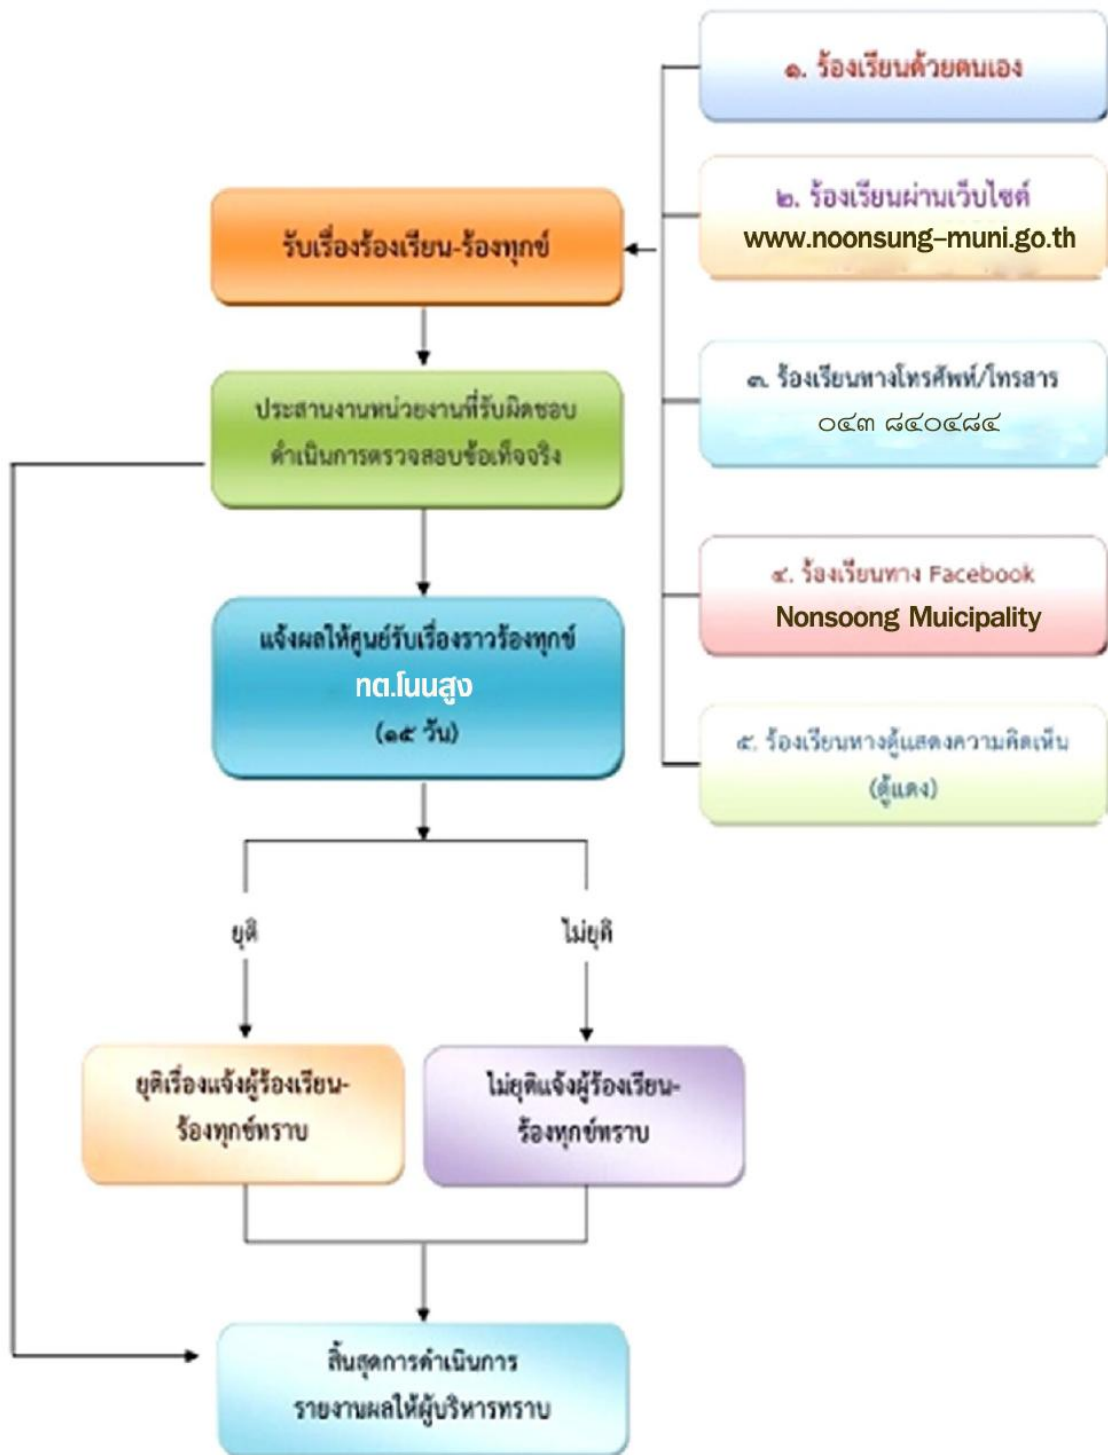 ๑. ร้องเรียนด้วยตนเอง
๒. ร้องเรียนผ่านเว็บไซต์
www.noonsung-muni.go.th
๓. ร้องเรียนทางโทรศัพท์/โทรสาร
๐๔๓ ๘๔๐๔๘๔
๔. ร้องเรียนทาง Facebook
Nonsoong Muicipality
๕. ร้องเรียนทางตู้แสดงความคิดเห็น
(ตู้แดง)
รับเรื่องร้องเรียน-ร้องทุกข์
ประสานงานหน่วยงานที่รับผิดชอบ
ดำเนินการตรวจสอบข้อเท็จจริง
แจ้งผลให้ศูนย์รับเรื่องราวร้องทุกข์
ทต.โนนสูง
(๑๕ วัน)
ยุติ
ไม่ยุติ
ยุติเรื่องแจ้งผู้ร้องเรียน-
ร้องทุกข์ทราบ
ไม่ยุติแจ้งผู้ร้องเรียน-
ร้องทุกข์ทราบ
สิ้นสุดการดำเนินการ
รายงานผลให้ผู้บริหารทราบ